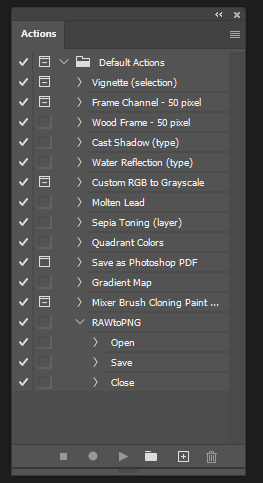 Actions
Default Actions
Vignette (selection)
Frame Channel - 50 pixel
Wood Frame - 50 pixel
Cast Shadow (type)
Water Reflection (type)
Custom RGB to Grayscale
Molten Lead
Sepia Toning (layer)
Quadrant Colors
Save as Photoshop PDF
Gradient Map
Mixer Brush Cloning Paint ...
RAWtoPNG
Open
Save
Close